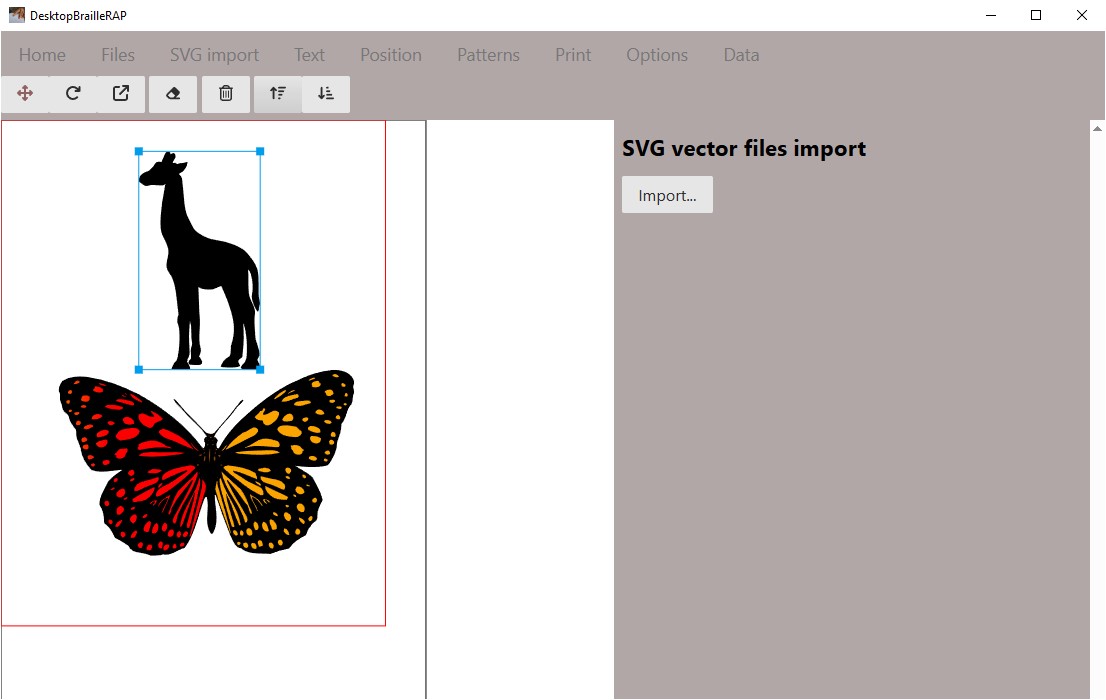 DesktopBrailleRAP
Home Files SVG import Text Position Patterns Print Options Data
SVG vector files import
Import...